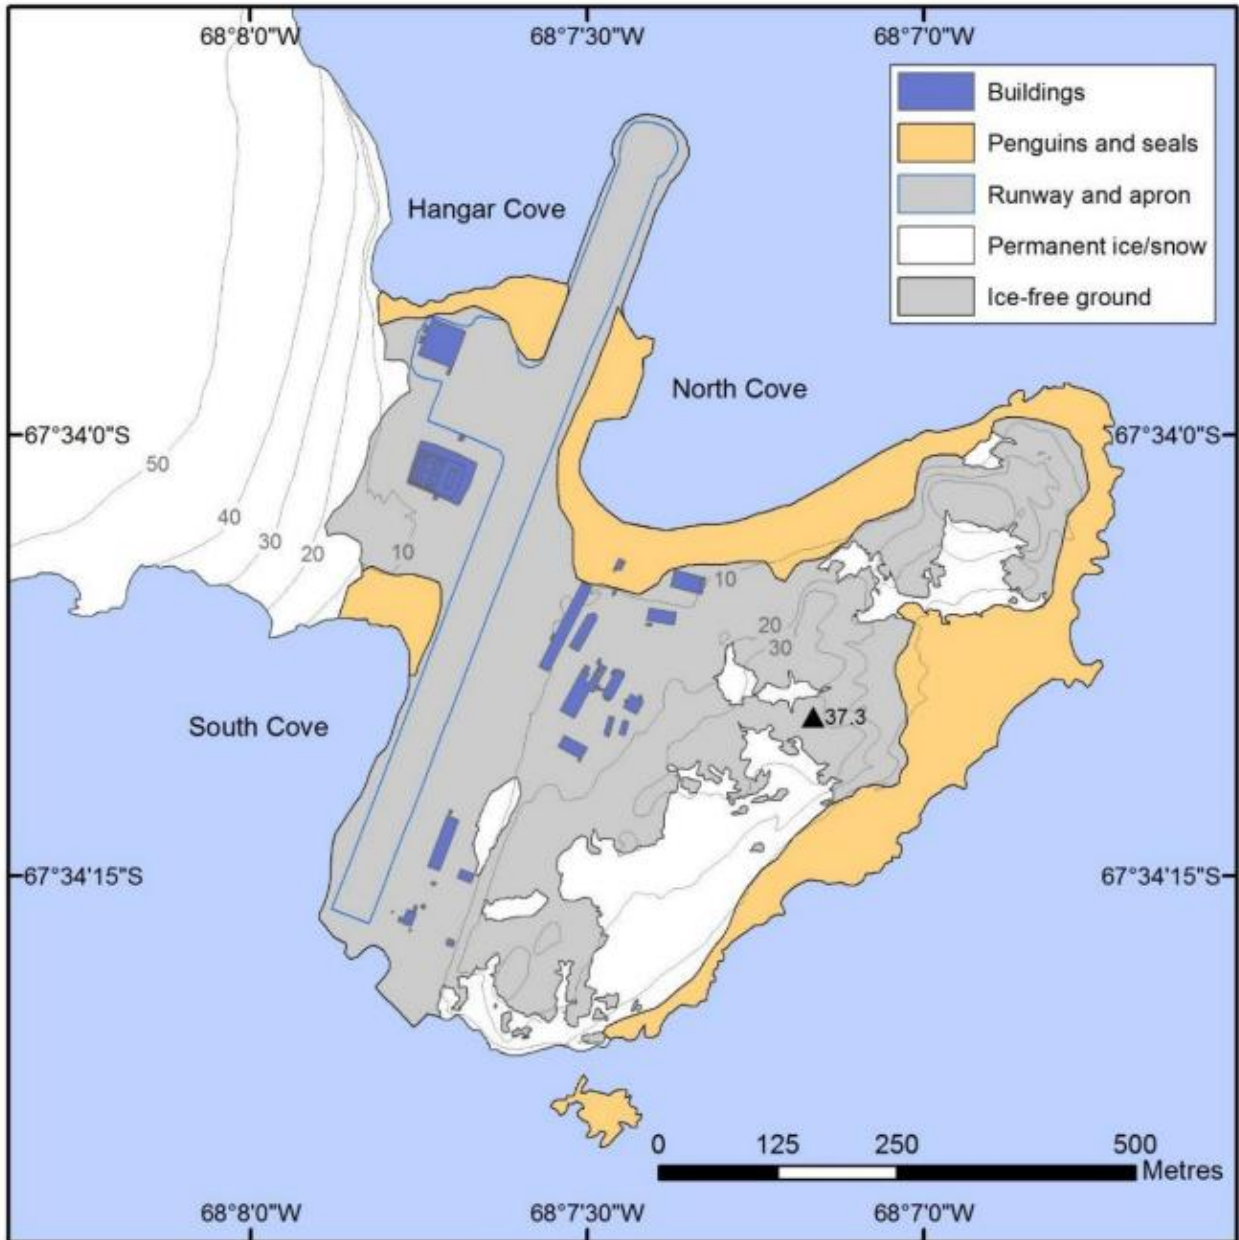 68°8'0"W
68°7'30"W
68°7'0"W
Buildings
Penguins and seals
Runway and apron
Permanent ice/snow
Ice-free ground
Hangar Cove
North Cove
67°34'0"S
67°34'0"S
50
40
30
20
10
10
20
30
37.3
South Cove
67°34'15"S
67°34'15"S
0 125 250 500
Metres
68°8'0"W
68°7'30"W
68°7'0"W